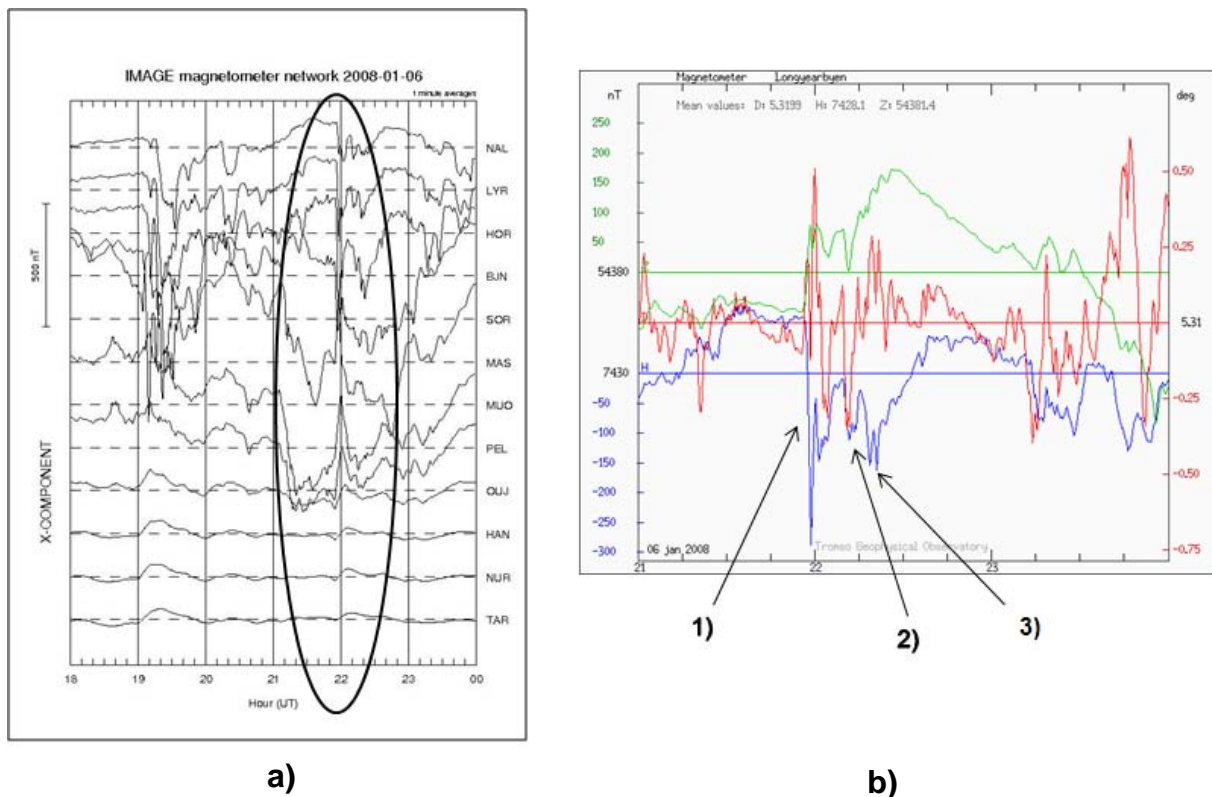 IMAGE magnetometer network 2008-01-06
1 minute averages
NAL
LYR
HOR
BJN
SOR
MAS
MUO
PEL
OUJ
HAN
NUR
TAR
500 nT
X-COMPONENT
18 19 20 21 22 23 00
Hour (UT)
a)
Magnetometer Longyearbyen
nT
deg
Mean values: D: 5.3199 H: 7428.1 Z: 54381.4
250
200
150
100
50
54380
7430
-50
-100
-150
-200
-250
-300
H
0.50
0.25
5.31
-0.25
-0.50
-0.75
06 jan 2008
Tromso Geophysical Observatory
21 22 23
1)
2)
3)
b)